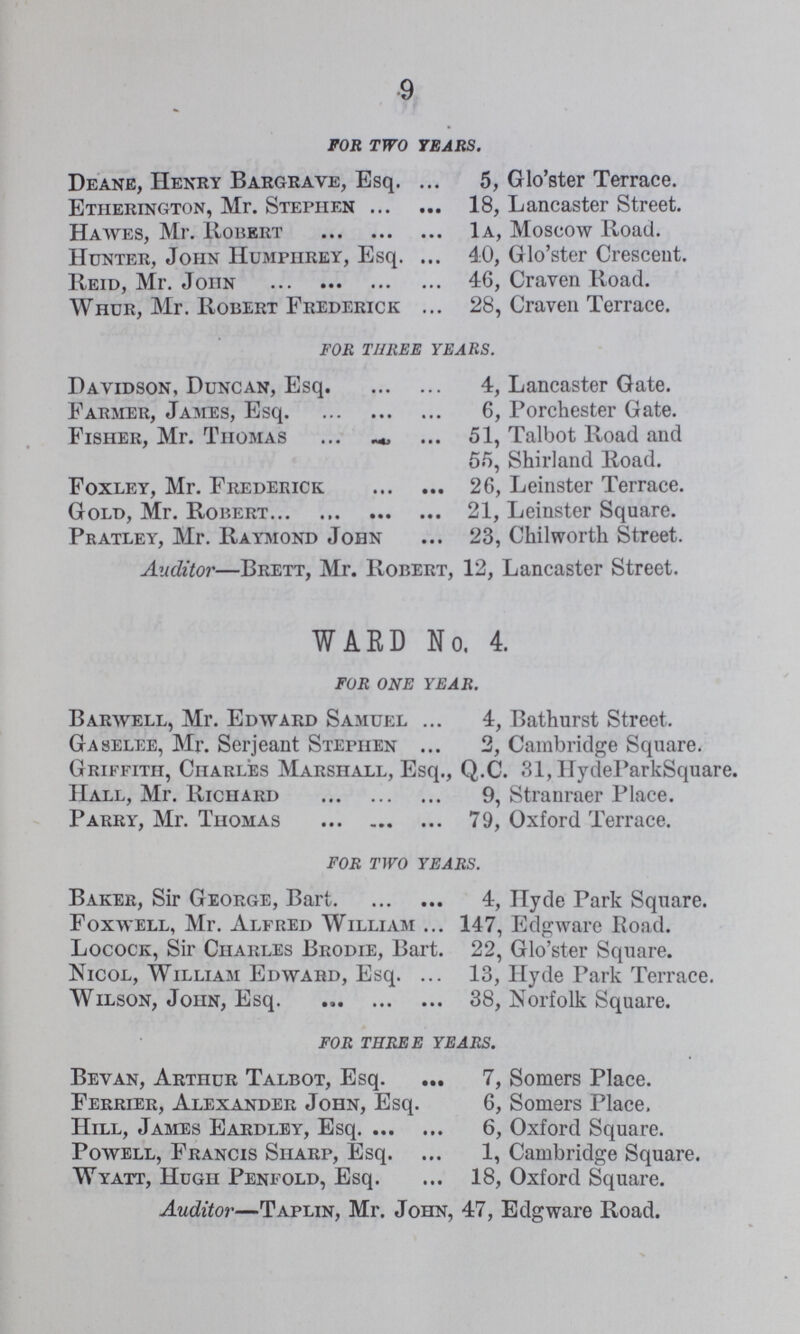 9
FOR TWO YEARS.
DEANE, HENRY BARGRAVE, Esq. ... 5, Glo'ster Terrace.
ETHERINGTON, Mr. STEPHEN ... ... 18, Lancaster Street.
HAWES, Mr. ROBERT ... ... ... 1A, Moscow Road.
HUNTER, JOHN HUMPHREY, Esq. ... 40, Glo'ster Crescent.
REID, Mr. JOHN ... ... ... ... 46, Craven Road.
WHUR, Mr. ROBERT FREDERICK ... 28, Craven Terrace.
FOR THREE YEARS.
DAVIDSON, DUNCAN, Esq. ... ... 4, Lancaster Gate.
FARMER, JAMES, Esq. ... ... ... 6, Porchester Gate.
FISHER, Mr. THOMAS ... ... ... 51, Talbot Road and
55, Shirland Road.
FOXLEY, Mr. FREDERICK ... ... 26, Leinster Terrace.
GOLD, Mr. ROBERT... ... ... ... 21, Leinster Square.
PRATLEY, Mr. RAYMOND JOHN ... 23, Chilworth Street.
Auditor—BRETT, Mr. ROBERT, 12, Lancaster Street.
WARD No. 4.
FOR ONE YEAR.
BARWELL, Mr. EDWARD SAMUEL ... 4, Bathurst Street.
GASELEE, Mr. Serjeant STEPHEN ... 2, Cambridge Square.
GRIFFITH, CHARLES MARSHALL, Esq., Q.C. 31, HydeParkSquare.
HALL, Mr. RICHARD ... ... ... 9, Stranraer Place.
PARRY, Mr. THOMAS ... ... ... 79, Oxford Terrace.
FOR TWO YEARS.
BAKER, Sir GEORGE, Bart. ... ... 4, Hyde Park Square.
FOXWELL, Mr. ALFRED WILLIAM ... 147, Edgware Road.
LOCOCK, Sir CHARLES BRODIE, Bart. 22, Glo'ster Square.
NICOL, WILLIAM EDWARD, Esq. ... 13, Hyde Park Terrace.
WILSON, JOHN, Esq. ... ... ... 38, Norfolk Square.
FOR THREE YEARS.
BEVAN, ARTHUR TALBOT, Esq. ... 7, Somers Place.
FERRIER, ALEXANDER JOHN, Esq. 6, Somers Place.
HILL, JAMES EARDLEY, Esq. ... ... 6, Oxford Square.
POWELL, FRANCIS SHARP, Esq. ... 1, Cambridge Square.
WYATT, HUGH PENFOLD, Esq. ... 18, Oxford Square.
Auditor—TAPLIN, Mr. JOHN, 47, Edgware Road.